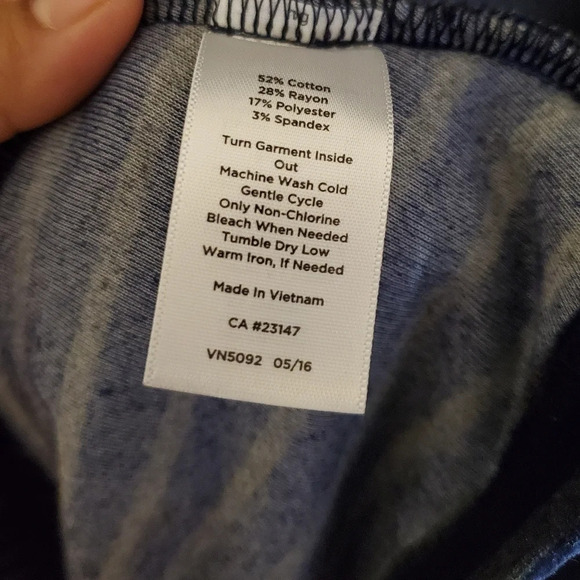 52% Cotton
28% Rayon
17% Polyester
3% Spandex
Turn Garment Inside
Out
Machine Wash Cold
Gentle Cycle
Only Non-Chlorine
Bleach When Needed
Tumble Dry Low
Warm Iron, If Needed
Made In Vietnam
CA #23147
VN5092 05/16